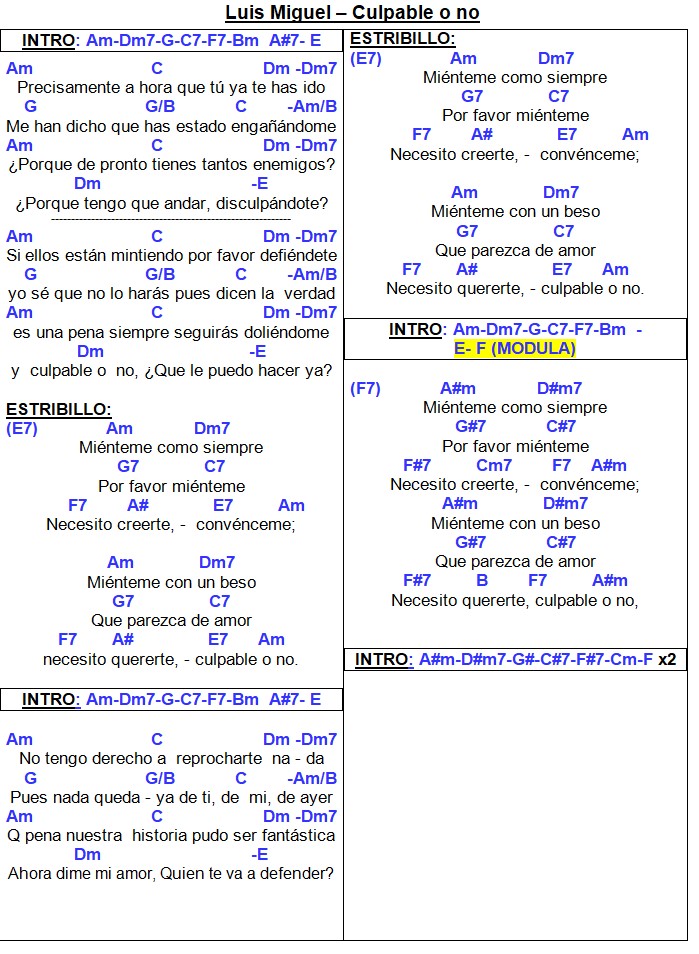 Luis Miguel – Culpable o no
INTRO: Am-Dm7-G-C7-F7-Bm  A#7- E
Am                         C                     Dm -Dm7
Precisamente a hora que tú ya te has ido
G                         G/B               C         -Am/B
Me han dicho que has estado engañándome
Am                         C                     Dm -Dm7
¿Porque de pronto tienes tantos enemigos?
Dm                                   -E
¿Porque tengo que andar, disculpándote?
------------------------------------------------------------
Am                         C                     Dm -Dm7
Si ellos están mintiendo por favor defiéndete
G                         G/B               C         -Am/B
yo sé que no lo harás pues dicen la  verdad
Am                         C                     Dm -Dm7
es una pena siempre seguirás doliéndome
Dm                                   -E
y  culpable o  no, ¿Que le puedo hacer ya?
ESTRIBILLO:
(E7)               Am               Dm7
Miénteme como siempre
G7               C7
Por favor miénteme
F7         A#               E7           Am
Necesito creerte, -  convénceme;
Am               Dm7
Miénteme con un beso
G7                 C7
Que parezca de amor
F7         A#                 E7        Am
necesito quererte, - culpable o no.
INTRO: Am-Dm7-G-C7-F7-Bm  A#7- E
Am                         C                     Dm -Dm7
No tengo derecho a  reprocharte  na - da
G                         G/B               C         -Am/B
Pues nada queda - ya de ti, de  mi, de ayer
Am                         C                     Dm -Dm7
Q pena nuestra  historia pudo ser fantástica
Dm                                   -E
Ahora dime mi amor, Quien te va a defender?
ESTRIBILLO:
(E7)               Am               Dm7
Miénteme como siempre
G7               C7
Por favor miénteme
F7         A#               E7           Am
Necesito creerte, -  convénceme;
Am               Dm7
Miénteme con un beso
G7                 C7
Que parezca de amor
F7         A#                 E7        Am
Necesito quererte, - culpable o no.
INTRO: Am-Dm7-G-C7-F7-Bm  -
E- F (MODULA)
(F7)             A#m             D#m7
Miénteme como siempre
G#7             C#7
Por favor miénteme
F#7         Cm7         F7    A#m
Necesito creerte, -  convénceme;
A#m             D#m7
Miénteme con un beso
G#7             C#7
Que parezca de amor
F#7         B         F7         A#m
Necesito quererte, culpable o no,
INTRO: A#m-D#m7-G#-C#7-F#7-Cm-F x2